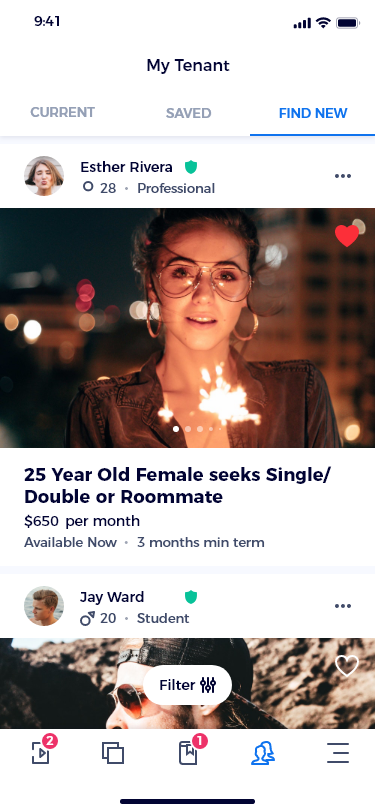 9:41
My Tenant
CURRENT SAVED FIND NEW
Esther Rivera
28 • Professional
25 Year Old Female seeks Single/
Double or Roommate
$650 per month
Available Now • 3 months min term
Jay Ward
20 • Student
Filter
2
1